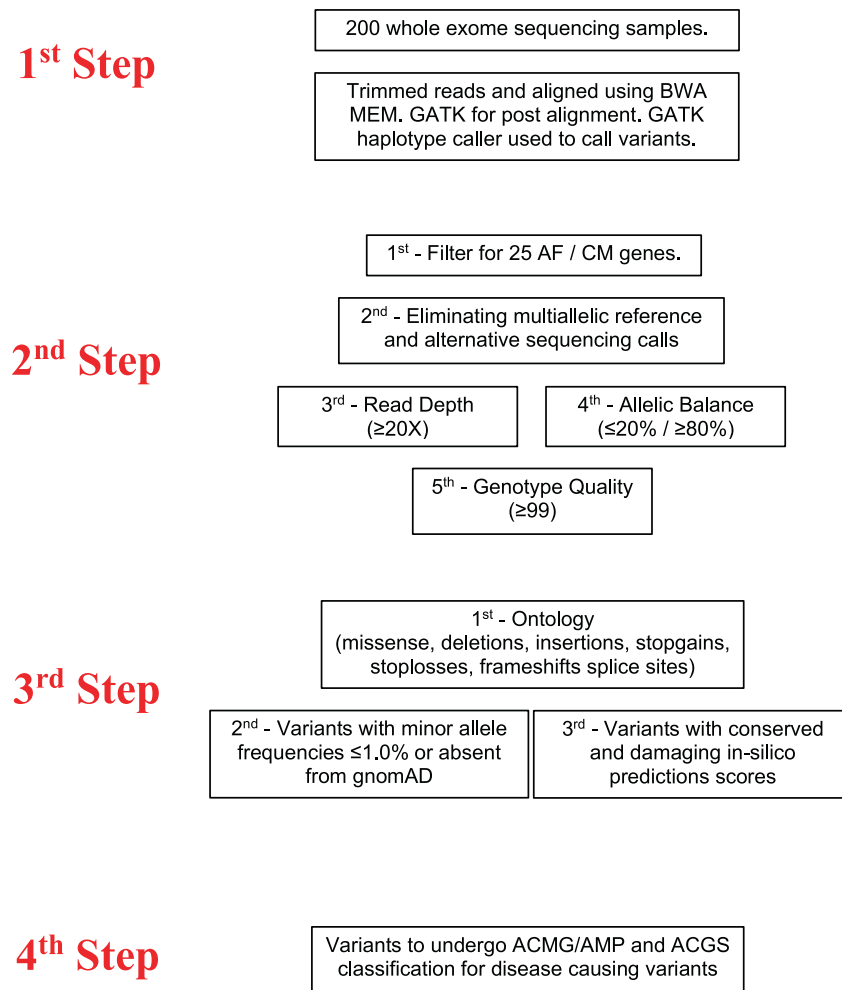 1st Step
200 whole exome sequencing samples.
Trimmed reads and aligned using BWA
MEM. GATK for post alignment. GATK
haplotype caller used to call variants.
2nd Step
1st - Filter for 25 AF / CM genes.
2nd - Eliminating multiallelic reference
and alternative sequencing calls
3rd - Read Depth
(≥20X)
4th - Allelic Balance
(≤20% / ≥80%)
5th - Genotype Quality
(≥99)
3rd Step
1st - Ontology
(missense, deletions, insertions, stopgains,
stoplosses, frameshifts splice sites)
2nd - Variants with minor allele
frequencies ≤1.0% or absent
from gnomAD
3rd - Variants with conserved
and damaging in-silico
predictions scores
4th Step
Variants to undergo ACMG/AMP and ACGS
classification for disease causing variants